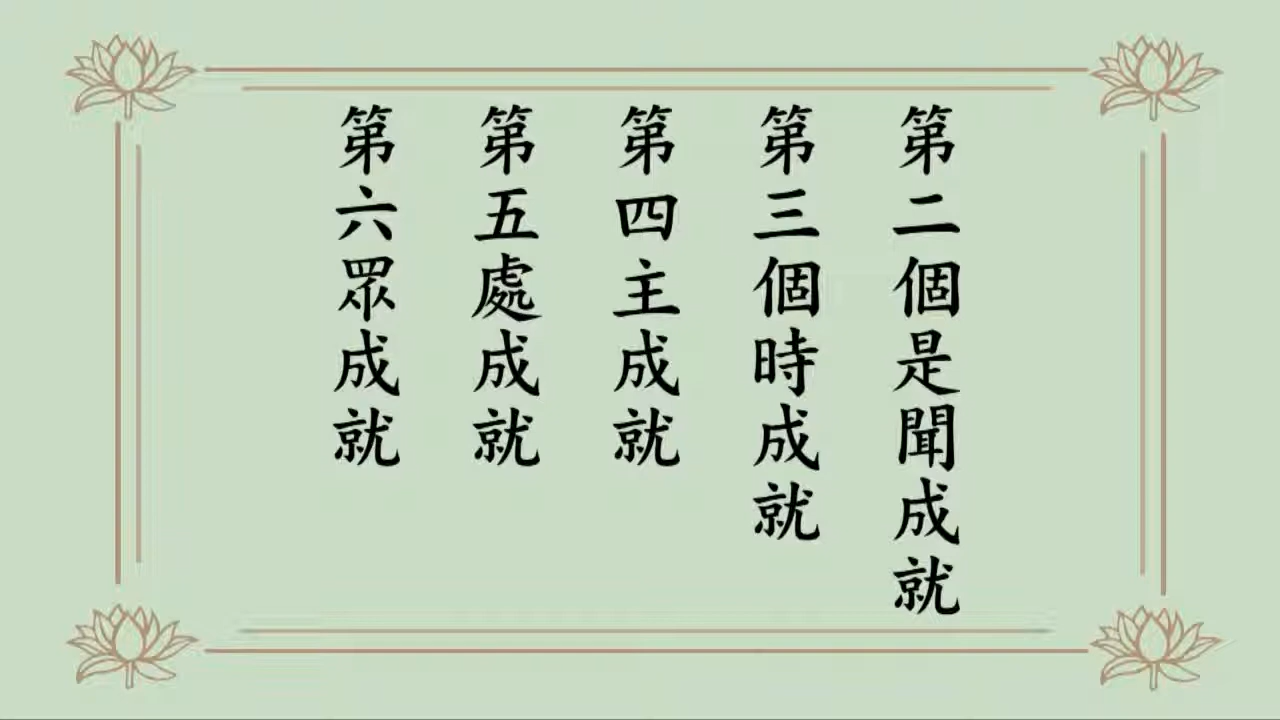 第二個是聞成就
第三個時成就
第四主成就
第五處成就
第六眾成就